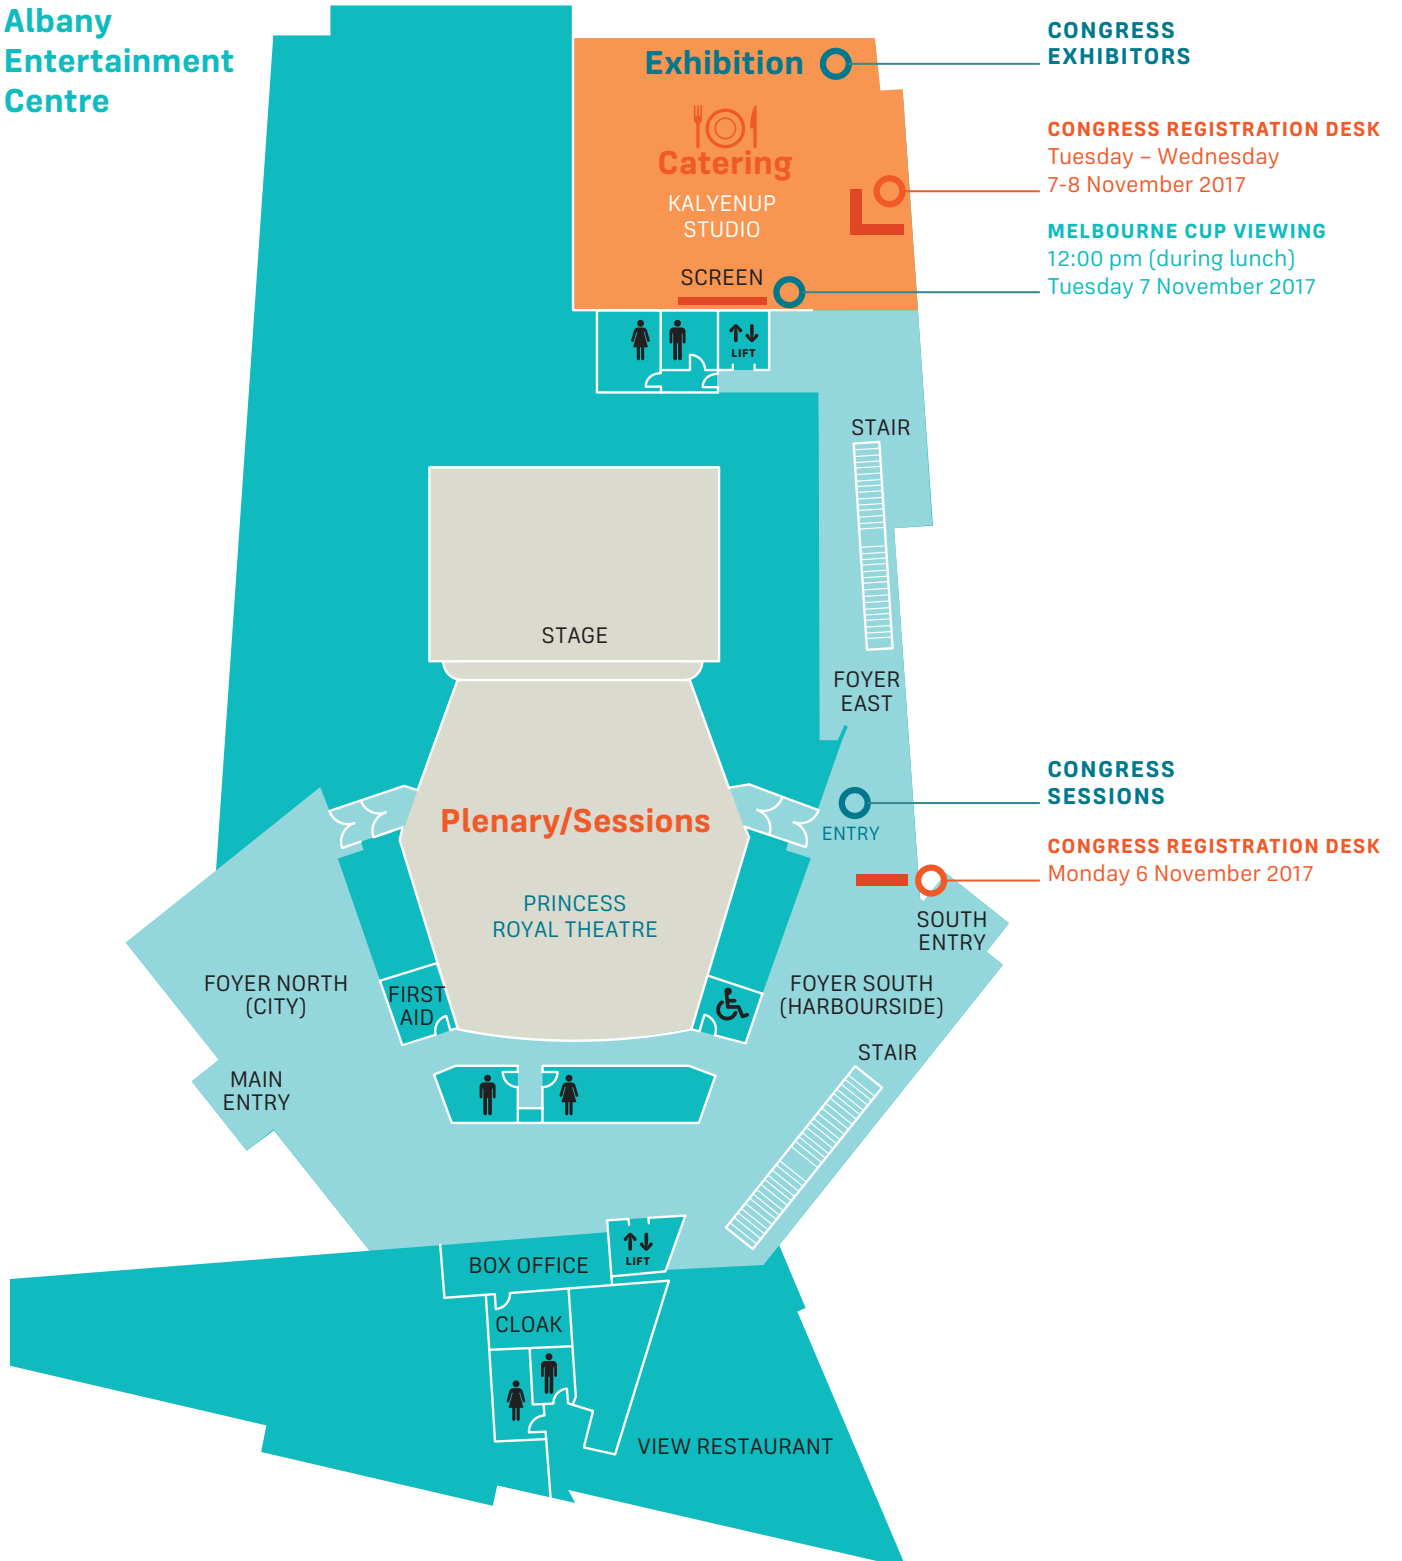 Albany
Entertainment
Centre
Exhibition
CONGRESS
EXHIBITORS
Catering
KALYENUP
STUDIO
CONGRESS REGISTRATION DESK
Tuesday – Wednesday
7-8 November 2017
SCREEN
MELBOURNE CUP VIEWING
12:00 pm (during lunch)
Tuesday 7 November 2017
LIFT
STAIR
STAGE
FOYER
EAST
Plenary/Sessions
ENTRY
CONGRESS
SESSIONS
CONGRESS REGISTRATION DESK
Monday 6 November 2017
PRINCESS
ROYAL THEATRE
SOUTH
ENTRY
FOYER NORTH
(CITY)
FIRST
AID
FOYER SOUTH
(HARBOURSIDE)
STAIR
MAIN
ENTRY
BOX OFFICE
LIFT
CLOAK
VIEW RESTAURANT